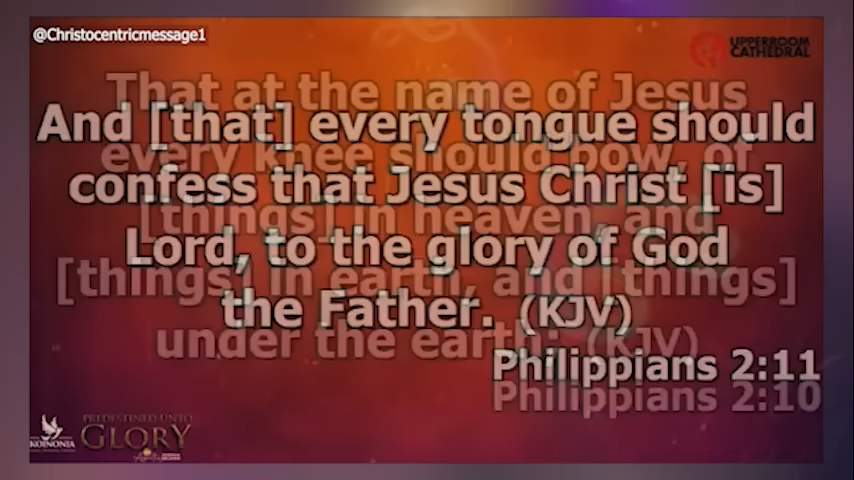 @Christocentricmessage1
UPPERROOM
CATHEDRAL
That at the name of Jesus
And [that] every tongue should
every knee should bow, of
confess that Jesus Christ [is]
[things] in heaven, and
Lord, to the glory of God
[things] in earth, and [things]
the Father. (KJV)
under the earth; (KJV)
Philippians 2:11
Philippians 2:10
KOINONIA
PREDESTINED UNTO
GLORY